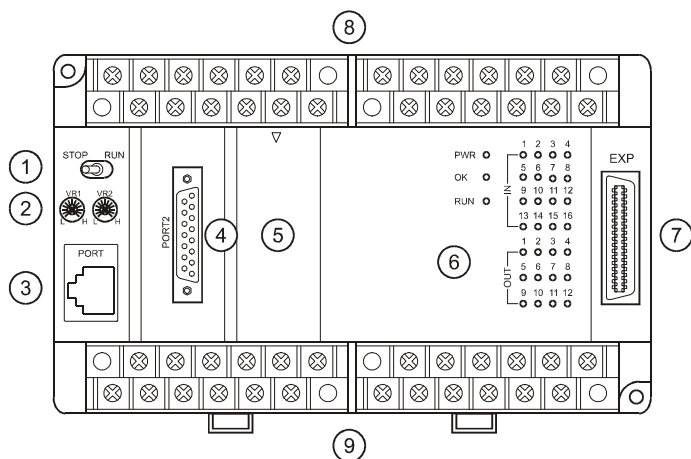 8
1
STOP RUN
2
VR1 VR2
L H L H
3
PORT
PORT2
4
5
PWR
OK
RUN
6
1 2 3 4
5 6 7 8
9 10 11 12
IN
13 14 15 16
1 2 3 4
OUT
5 6 7 8
9 10 11 12
EXP
7
9